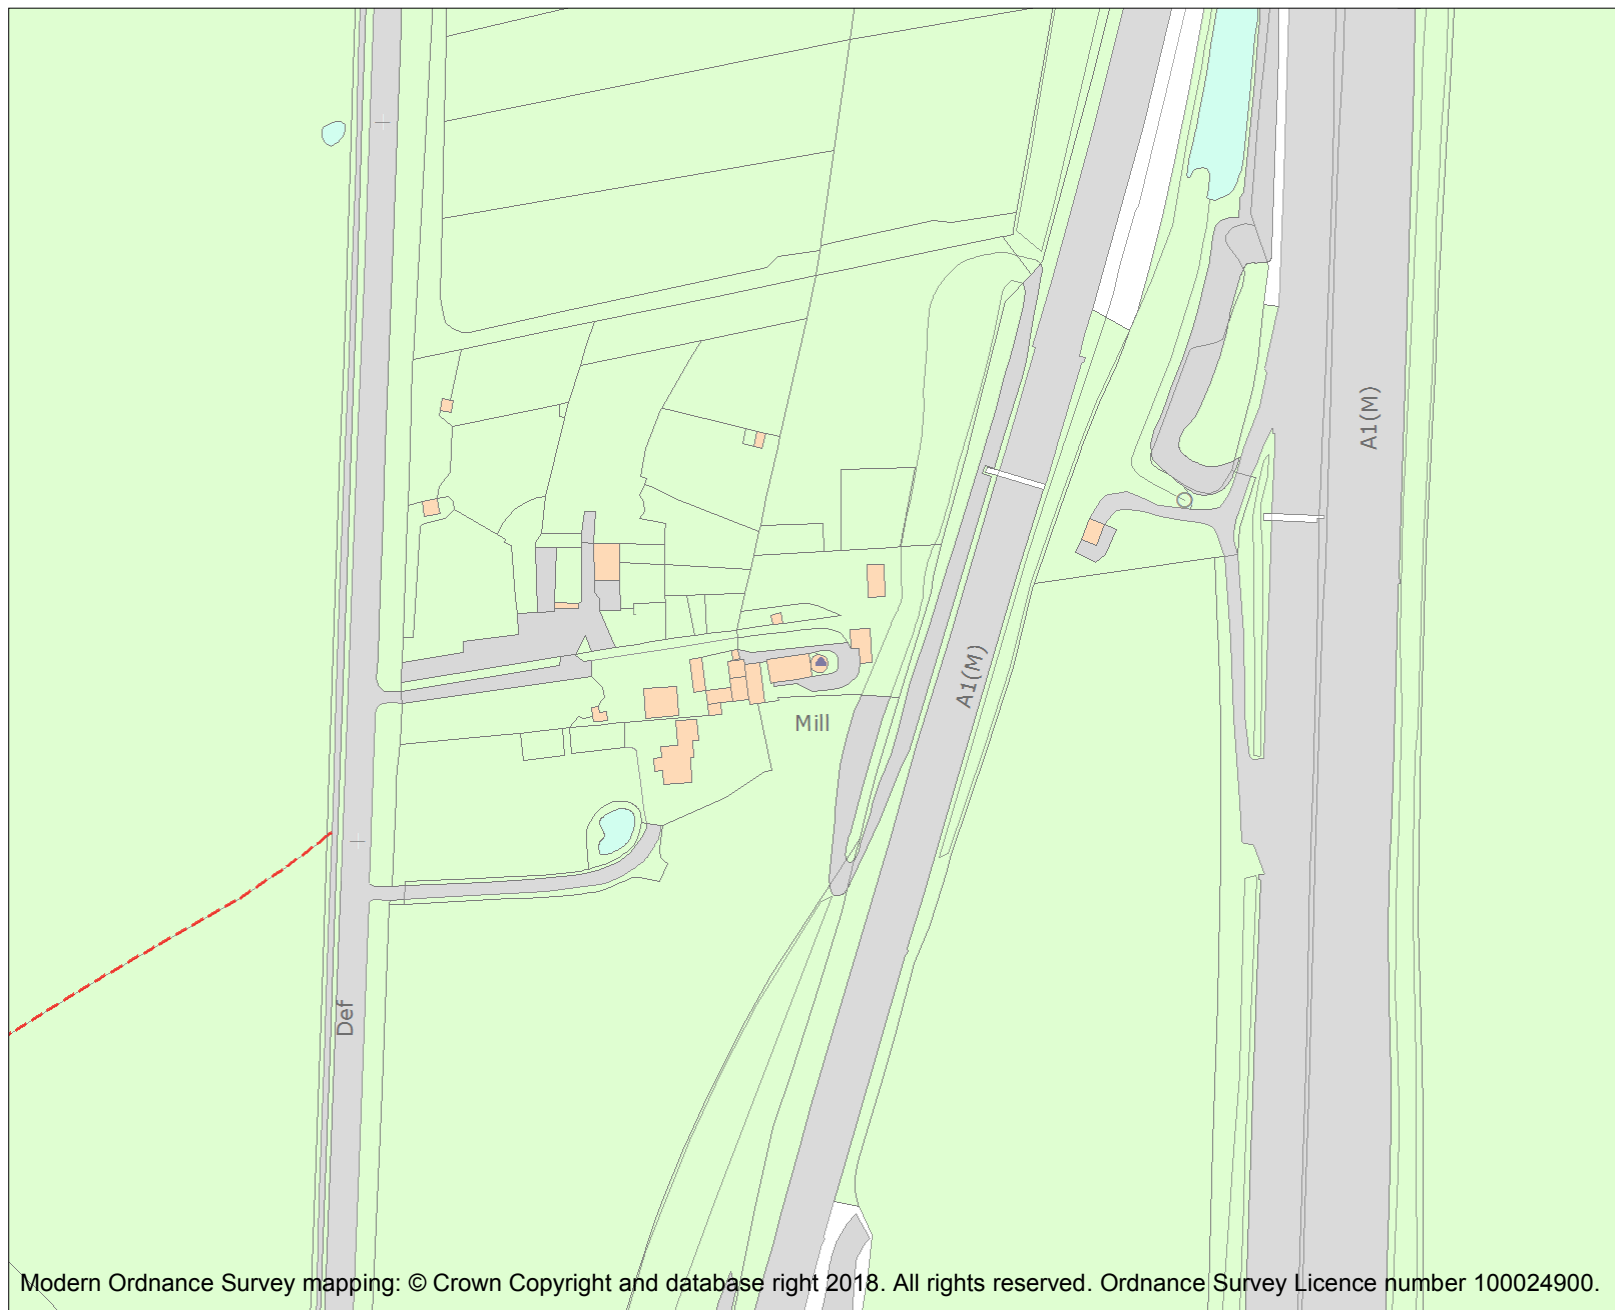 A1(M)
A1(M)
Mill
Def
Modern Ordnance Survey mapping: © Crown Copyright and database right 2018. All rights reserved. Ordnance Survey Licence number 100024900.